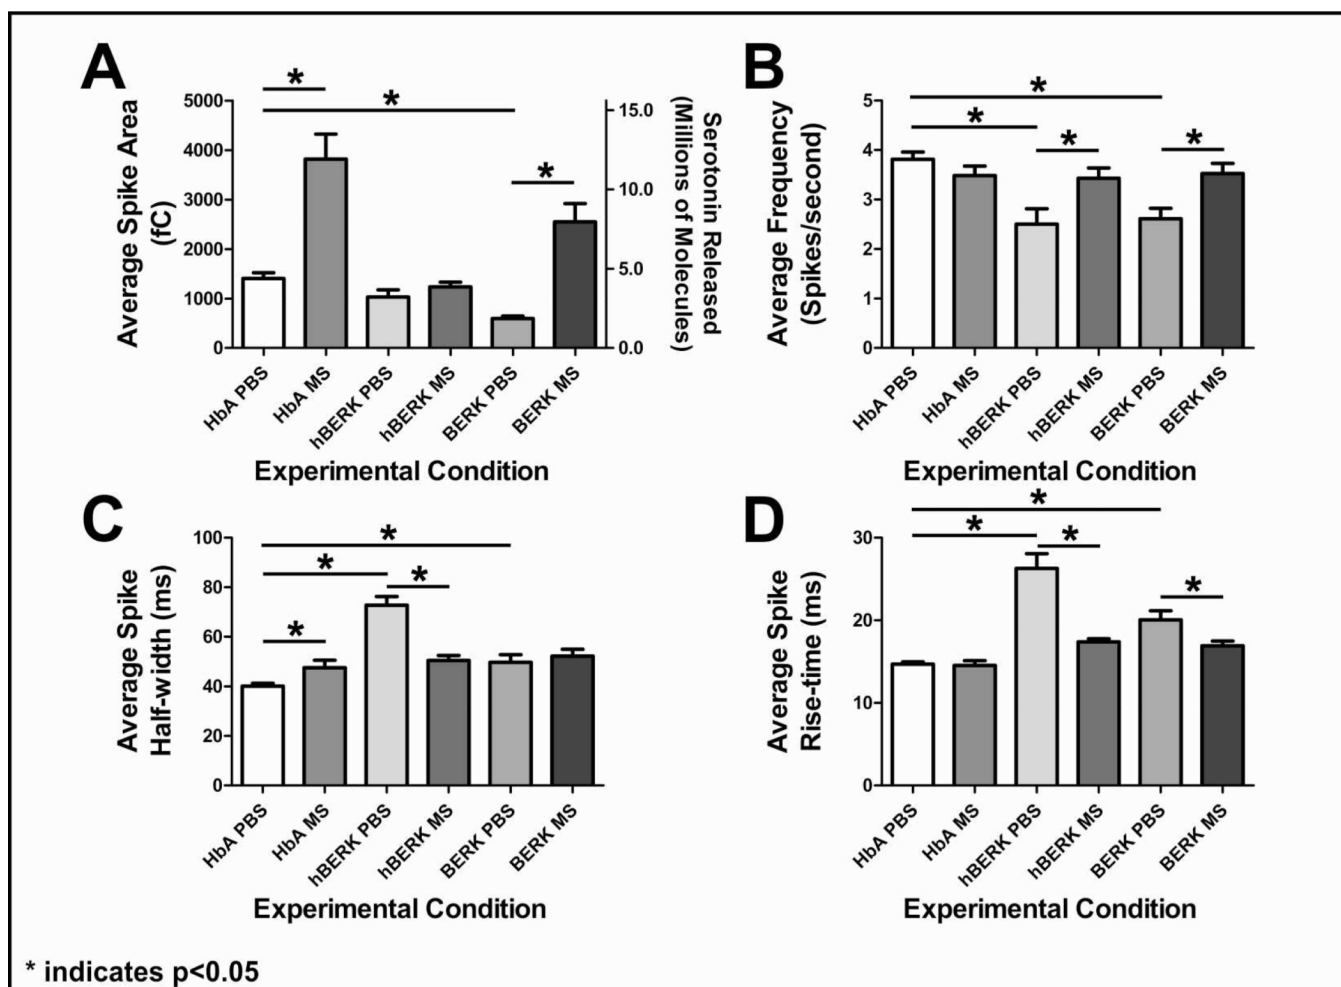 A
* *
*
Average Spike Area
(fC)
5000
4000
3000
2000
1000
0
15.0
10.0
5.0
0.0
Serotonin Released
(Millions of Molecules)
HbA PBS
HbA MS
hBERK PBS
hBERK MS
BERK PBS
BERK MS
Experimental Condition
B
*
* * *
Average Frequency
(Spikes/second)
5
4
3
2
1
0
HbA PBS
HbA MS
hBERK PBS
hBERK MS
BERK PBS
BERK MS
Experimental Condition
C
*
* *
*
Average Spike
Half-width (ms)
100
80
60
40
20
0
HbA PBS
HbA MS
hBERK PBS
hBERK MS
BERK PBS
BERK MS
Experimental Condition
D
*
* *
*
Average Spike
Rise-time (ms)
30
20
10
0
HbA PBS
HbA MS
hBERK PBS
hBERK MS
BERK PBS
BERK MS
Experimental Condition
* indicates p<0.05